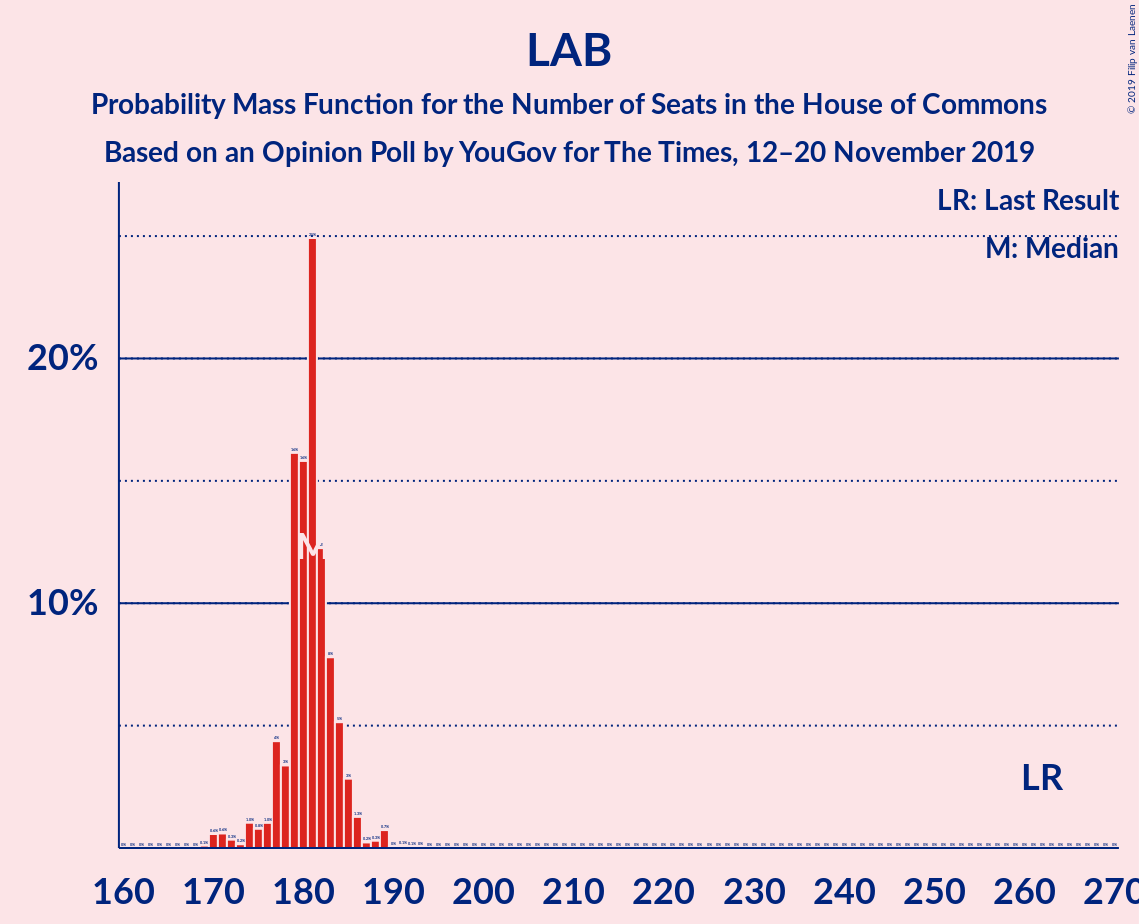 © 2019 Filip van Laenen
LAB
Probability Mass Function for the Number of Seats in the House of Commons
Based on an Opinion Poll by YouGov for The Times, 12–20 November 2019
LR: Last Result
M: Median
20%
10%
M
LR
160 170 180 190 200 210 220 230 240 250 260 270